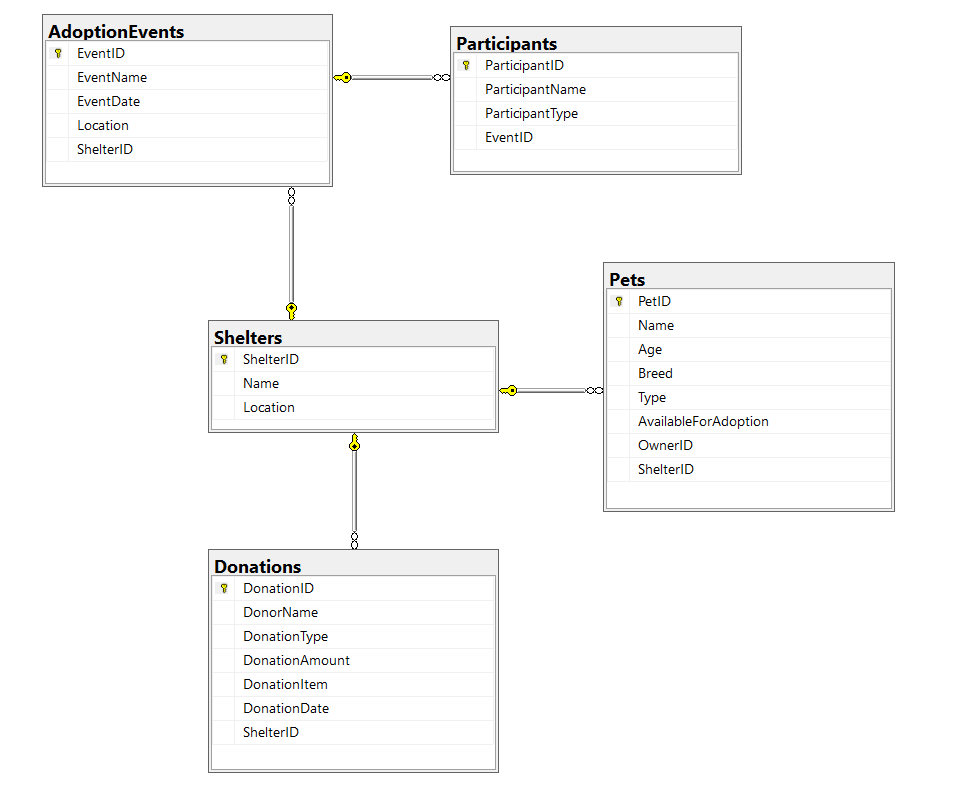 AdoptionEvents
EventID
EventName
EventDate
Location
ShelterID
Participants
ParticipantID
ParticipantName
ParticipantType
EventID
Pets
PetID
Name
Age
Breed
Type
AvailableForAdoption
OwnerID
ShelterID
Shelters
ShelterID
Name
Location
Donations
DonationID
DonorName
DonationType
DonationAmount
DonationItem
DonationDate
ShelterID